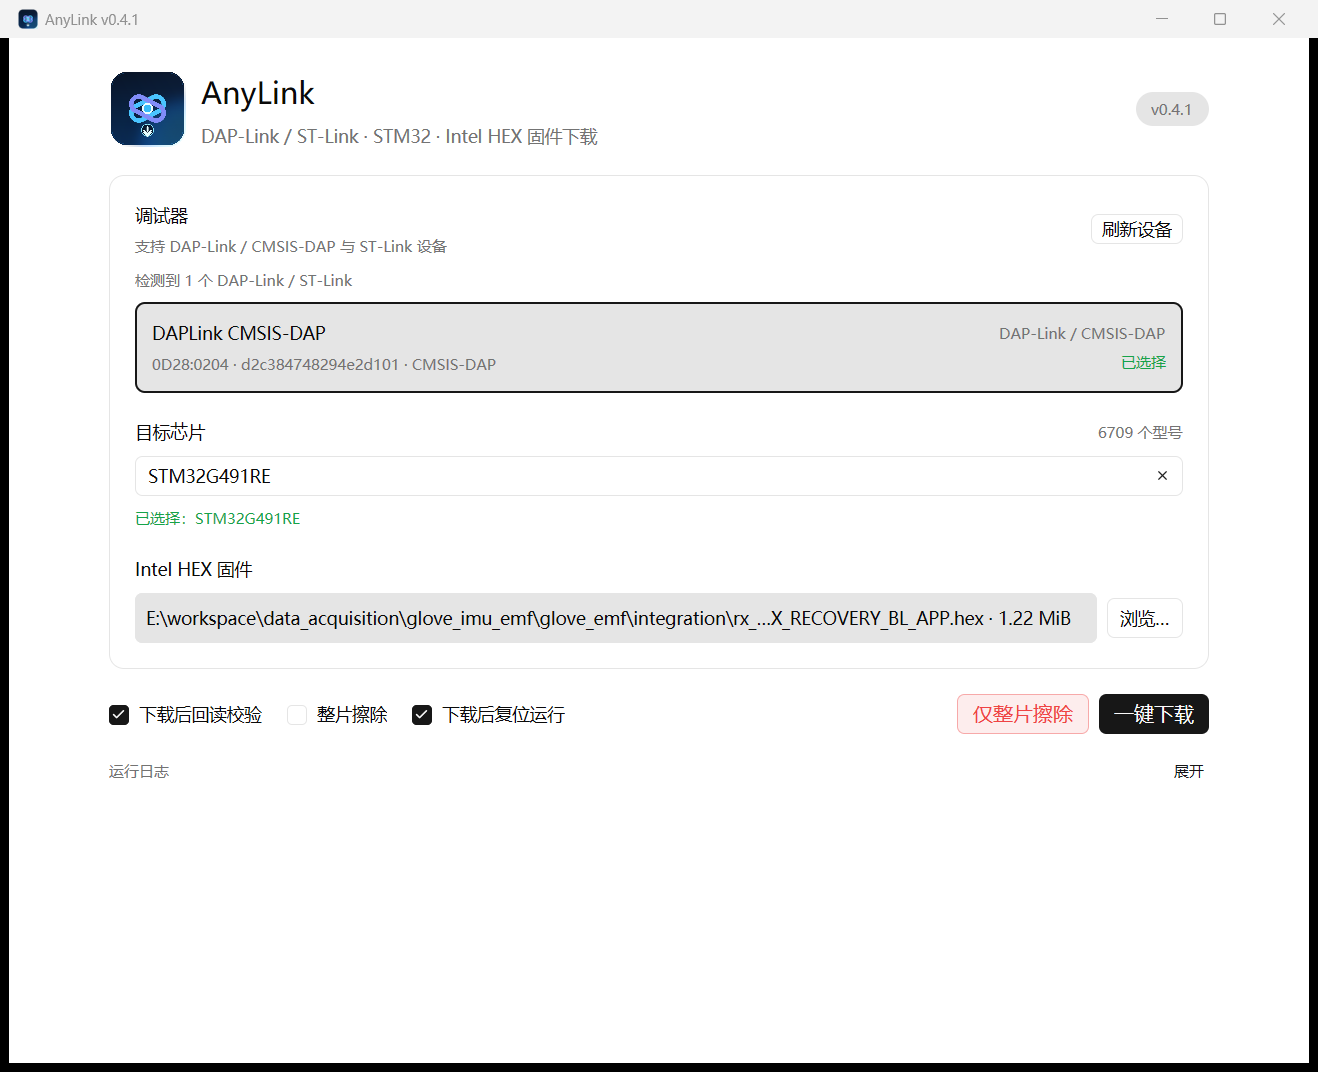 AnyLink v0.4.1
AnyLink
DAP-Link / ST-Link · STM32 · Intel HEX 固件下载
v0.4.1
调试器
支持 DAP-Link / CMSIS-DAP 与 ST-Link 设备
刷新设备
检测到 1 个 DAP-Link / ST-Link
DAPLink CMSIS-DAP
DAP-Link / CMSIS-DAP
0D28:0204 · d2c384748294e2d101 · CMSIS-DAP
已选择
目标芯片
6709 个型号
STM32G491RE
已选择：STM32G491RE
Intel HEX 固件
E:\workspace\data_acquisition\glove_imu_emf\glove_emf\integration\rx_...X_RECOVERY_BL_APP.hex · 1.22 MiB
浏览...
下载后回读校验
整片擦除
下载后复位运行
仅整片擦除
一键下载
运行日志
展开